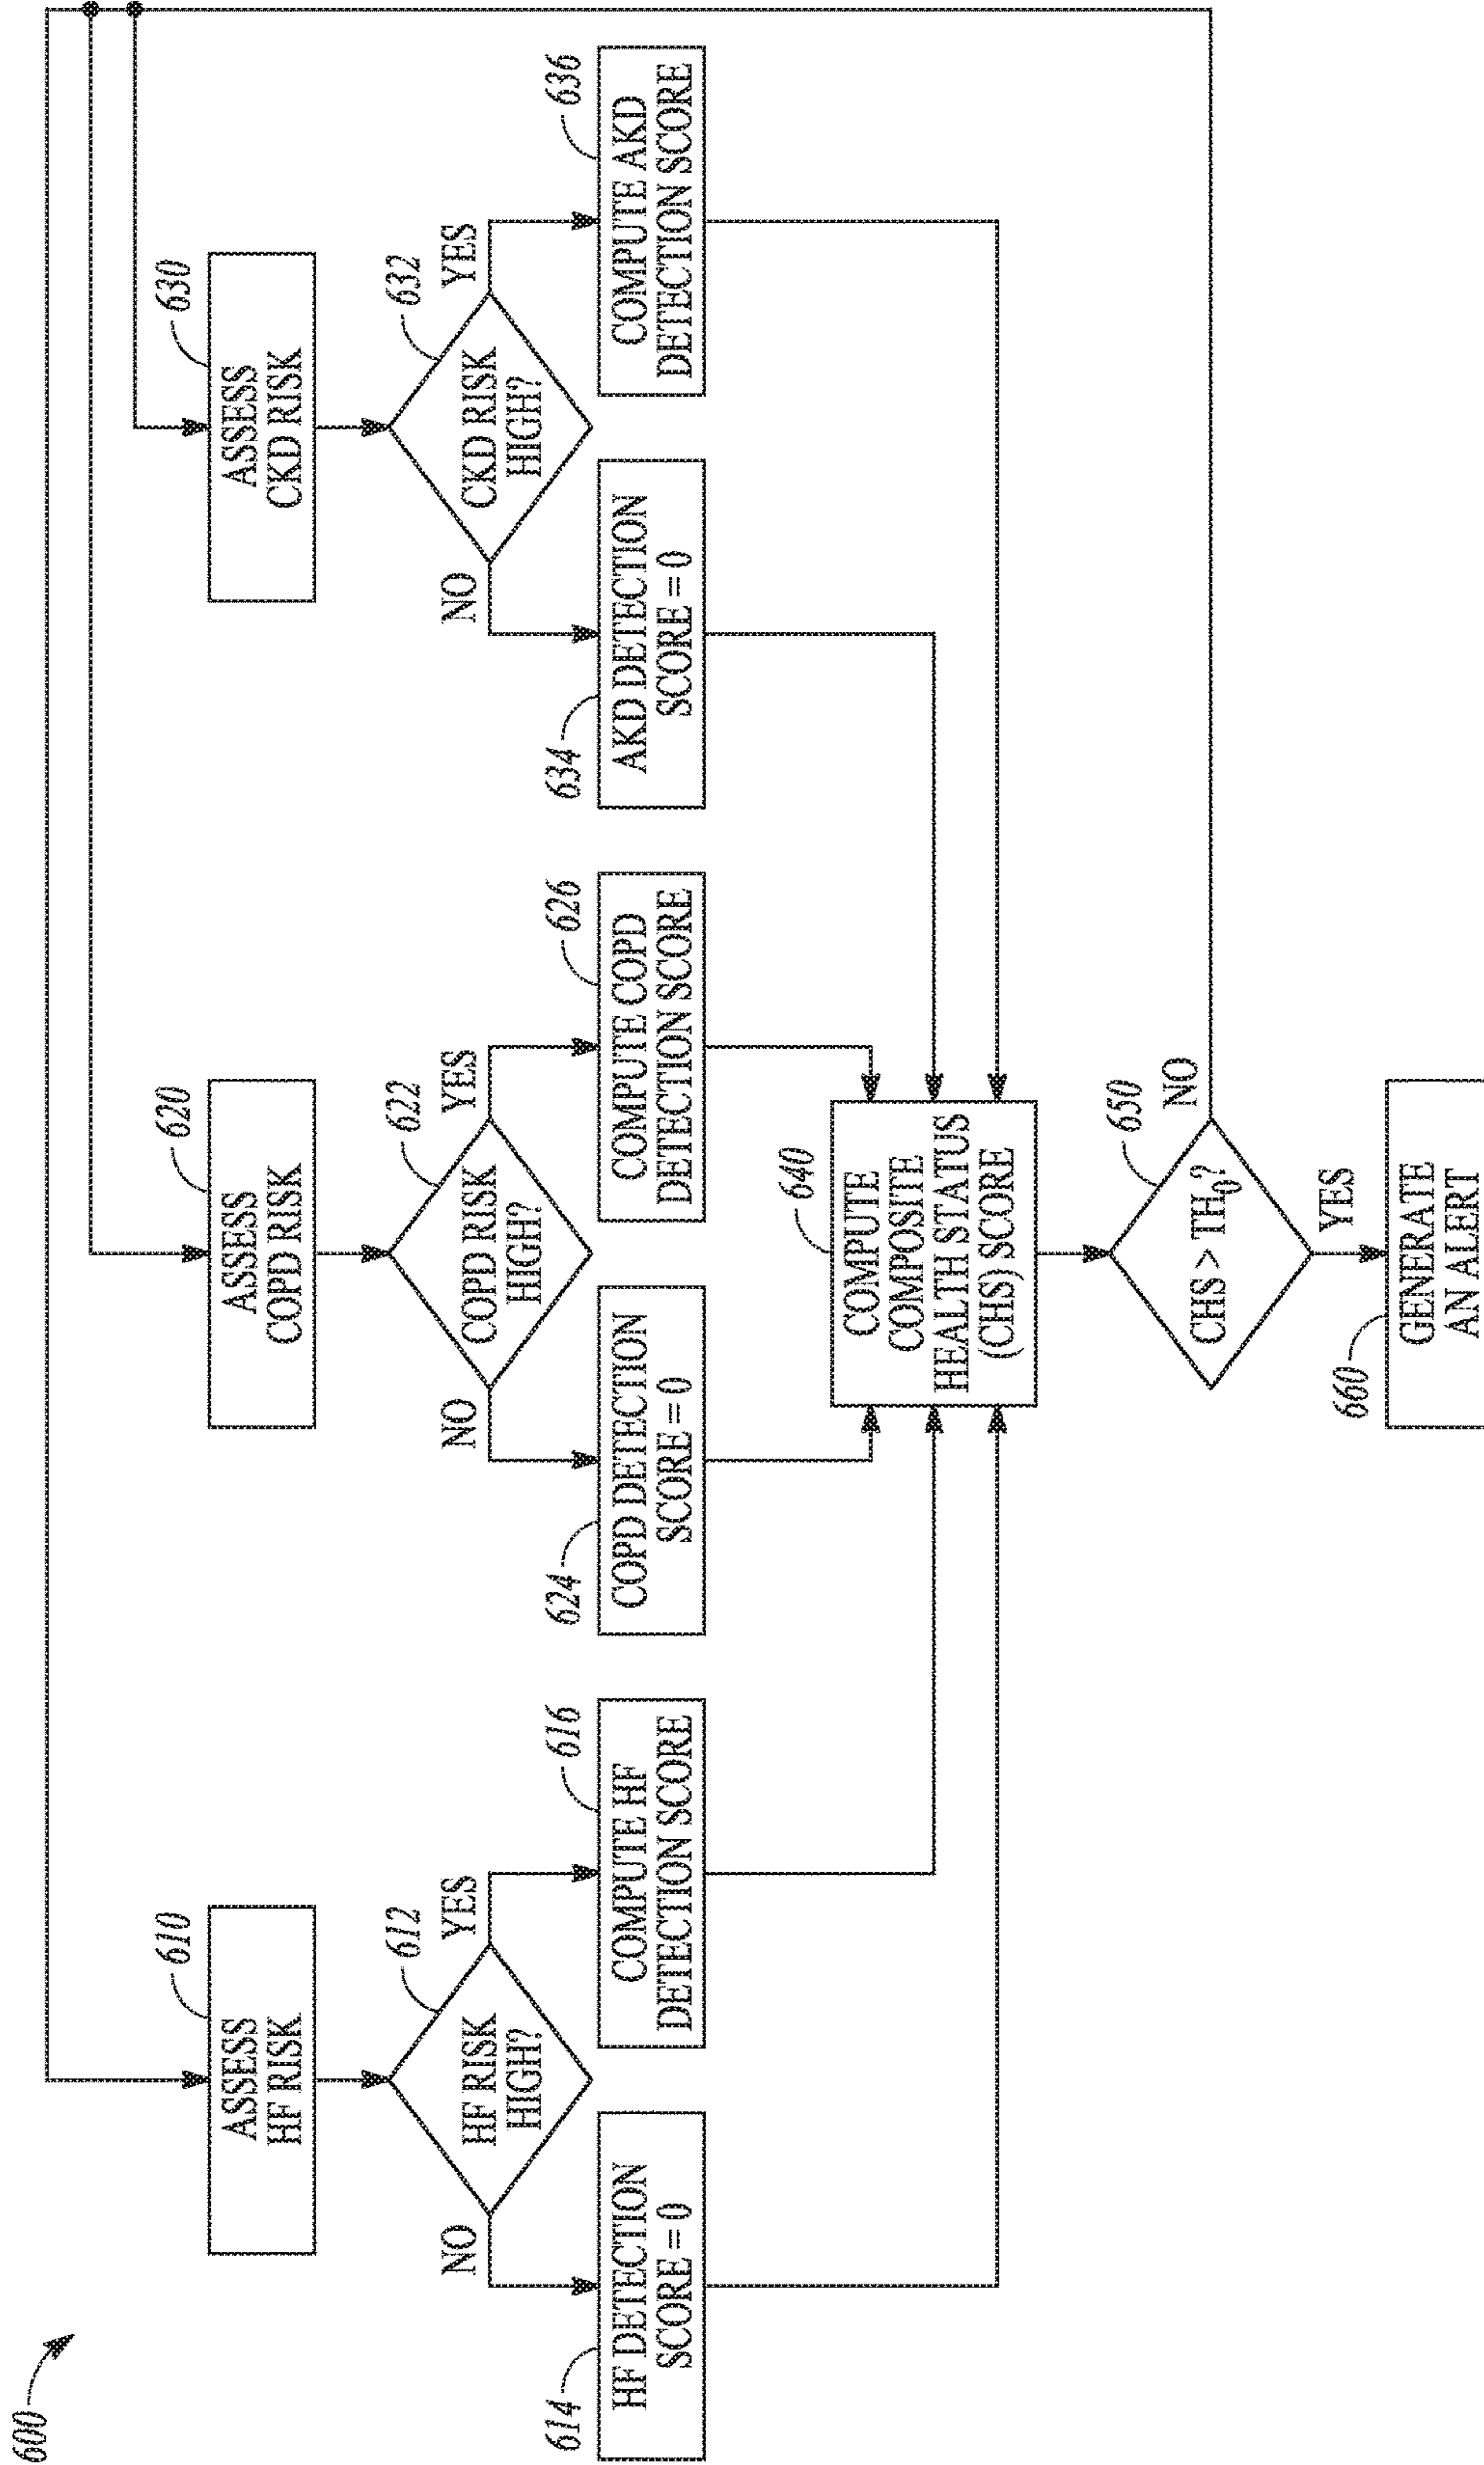 600
610
ASSESS
HF RISK
620
ASSESS
COPD RISK
630
ASSESS
CKD RISK
612
HF RISK
HIGH?
NO
YES
622
COPD RISK
HIGH?
NO
YES
632
CKD RISK
HIGH?
NO
YES
614
HF DETECTION
SCORE = 0
616
COMPUTE HF
DETECTION SCORE
624
COPD DETECTION
SCORE = 0
626
COMPUTE COPD
DETECTION SCORE
634
AKD DETECTION
SCORE = 0
636
COMPUTE AKD
DETECTION SCORE
640
COMPUTE
COMPOSITE
HEALTH STATUS
(CHS) SCORE
650
CHS > TH0?
NO
YES
660
GENERATE
AN ALERT